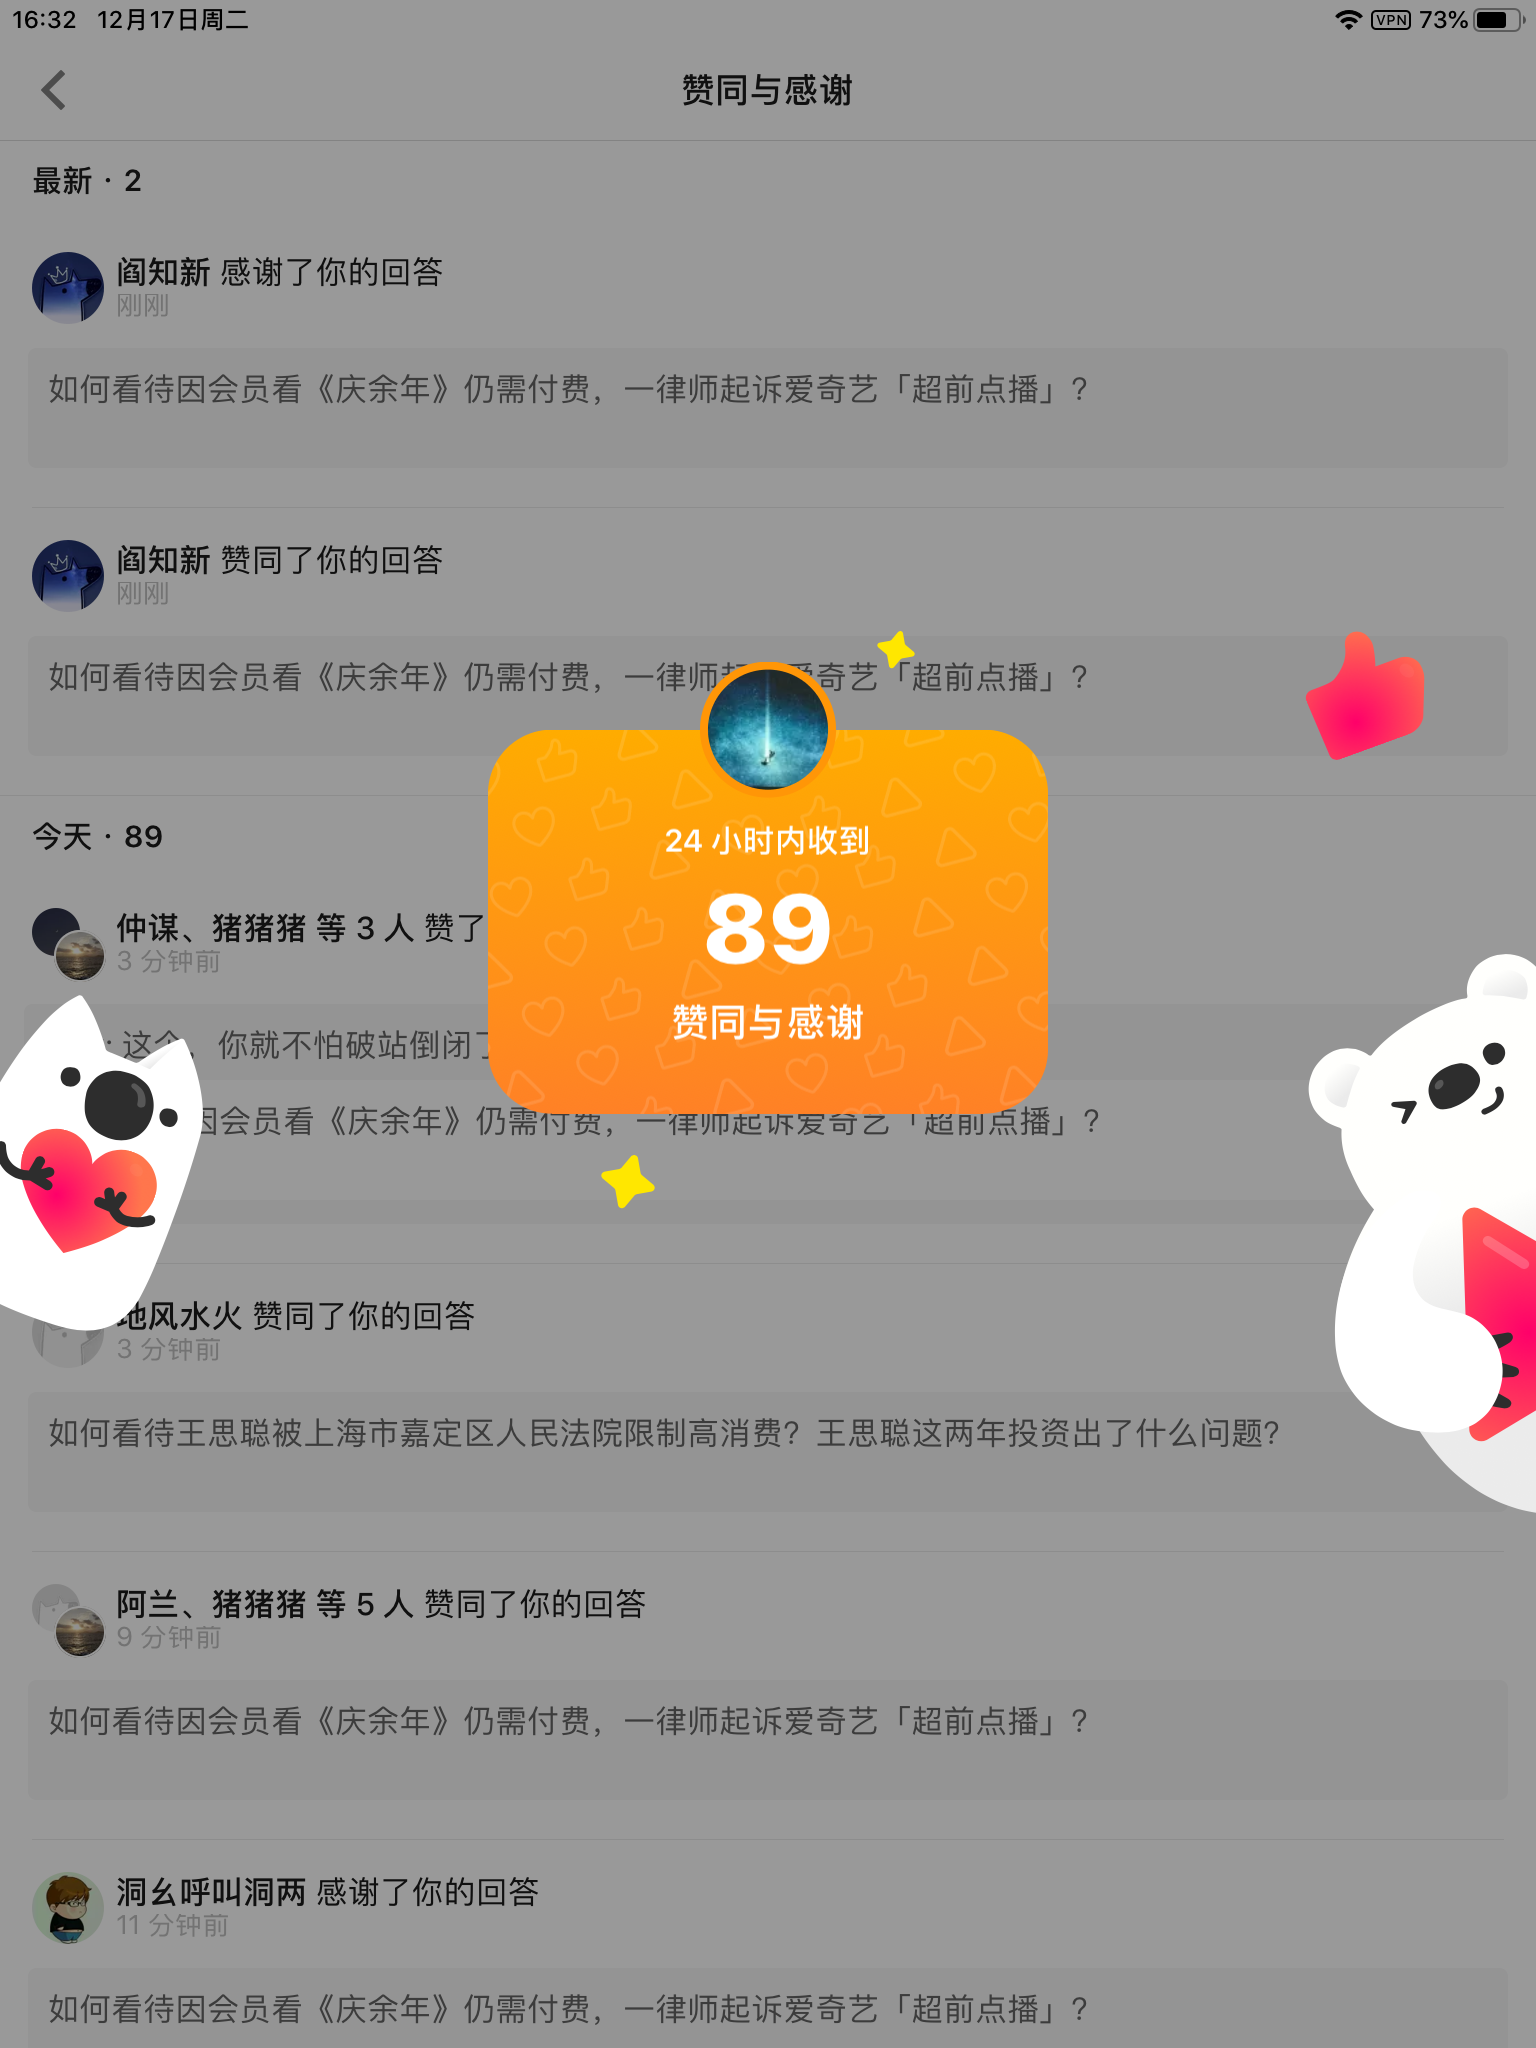 16:32 12月17日周二
VPN 73%
赞同与感谢
最新 · 2
阎知新 感谢了你的回答
刚刚
如何看待因会员看《庆余年》仍需付费，一律师起诉爱奇艺「超前点播」?
阎知新 赞同了你的回答
刚刚
如何看待因会员看《庆余年》仍需付费，一律师起诉爱奇艺「超前点播」?
今天 · 89
24 小时内收到
89
赞同与感谢
仲谋、猪猪猪 等 3 人 赞了
3 分钟前
: 这个，你就不怕破站倒闭了
因会员看《庆余年》仍需付费，一律师起诉爱奇艺「超前点播」?
地风水火 赞同了你的回答
3 分钟前
如何看待王思聪被上海市嘉定区人民法院限制高消费？王思聪这两年投资出了什么问题?
阿兰、猪猪猪 等 5 人 赞同了你的回答
9 分钟前
如何看待因会员看《庆余年》仍需付费，一律师起诉爱奇艺「超前点播」?
洞幺呼叫洞两 感谢了你的回答
11 分钟前
如何看待因会员看《庆余年》仍需付费，一律师起诉爱奇艺「超前点播」?